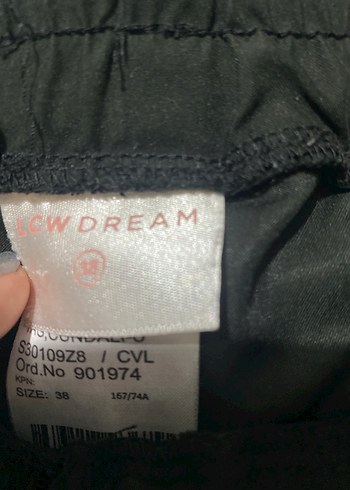 LCW DREAM
38
S30109Z8 / CVL
Ord.No 901974
KPN:
SIZE: 38 157/74A